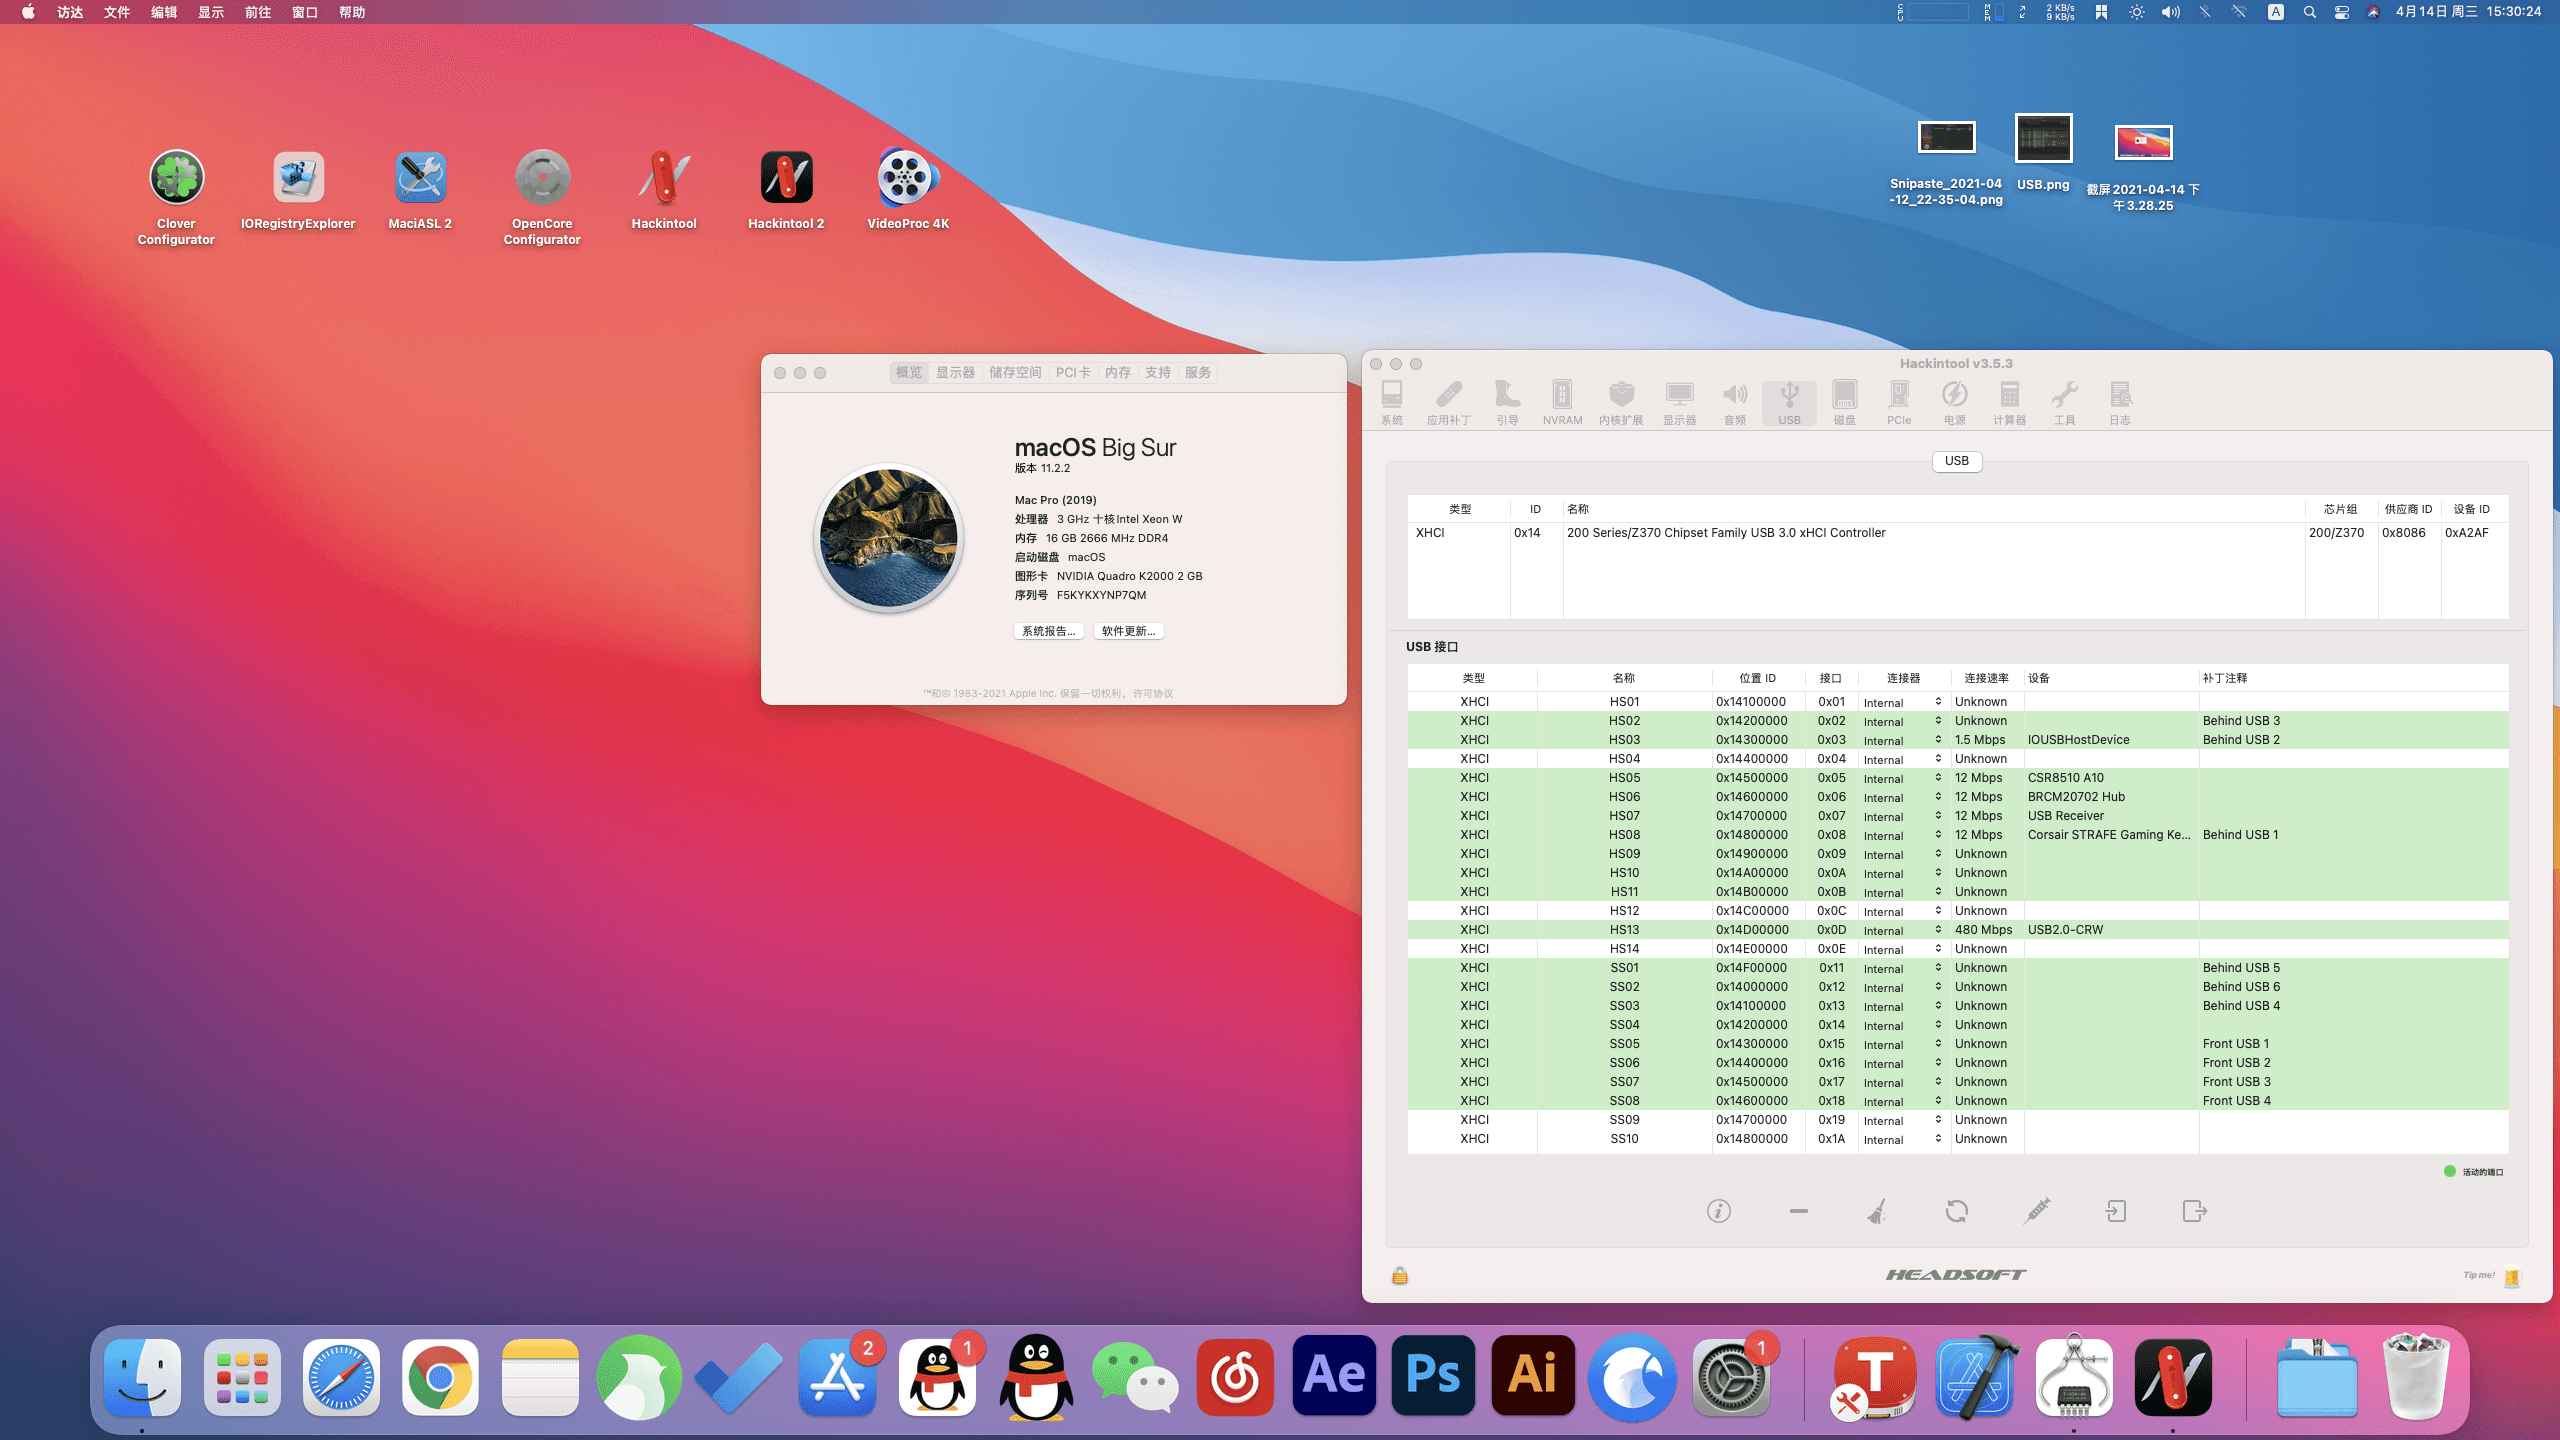 访达 文件 编辑 显示 前往 窗口 帮助
CPU MEM 2 KB/s 9 KB/s A 4月14日 周三 15:30:24
Clover Configurator
IORegistryExplorer
MaciASL 2
OpenCore Configurator
Hackintool
Hackintool 2
VideoProc 4K
Snipaste_2021-04
-12_22-35-04.png
USB.png
截屏 2021-04-14 下
午3.28.25
概览 显示器 储存空间 PCI卡 内存 支持 服务
macOS Big Sur
版本 11.2.2
Mac Pro (2019)
处理器 3 GHz 十核Intel Xeon W
内存 16 GB 2666 MHz DDR4
启动磁盘 macOS
图形卡 NVIDIA Quadro K2000 2 GB
序列号 F5KYKXYNP7QM
系统报告... 软件更新...
™和© 1983-2021 Apple Inc. 保留一切权利。许可协议
Hackintool v3.5.3
系统 应用补丁 引导 NVRAM 内核扩展 显示器 音频 USB 磁盘 PCIe 电源 计算器 工具 日志
USB
类型 ID 名称 芯片组 供应商 ID 设备 ID
XHCI 0x14 200 Series/Z370 Chipset Family USB 3.0 xHCI Controller 200/Z370 0x8086 0xA2AF
USB 接口
类型 名称 位置 ID 接口 连接器 连接速率 设备 补丁注释
XHCI HS01 0x14100000 0x01 Internal Unknown
XHCI HS02 0x14200000 0x02 Internal Unknown Behind USB 3
XHCI HS03 0x14300000 0x03 Internal 1.5 Mbps IOUSBHostDevice Behind USB 2
XHCI HS04 0x14400000 0x04 Internal Unknown
XHCI HS05 0x14500000 0x05 Internal 12 Mbps CSR8510 A10
XHCI HS06 0x14600000 0x06 Internal 12 Mbps BRCM20702 Hub
XHCI HS07 0x14700000 0x07 Internal 12 Mbps USB Receiver
XHCI HS08 0x14800000 0x08 Internal 12 Mbps Corsair STRAFE Gaming Ke... Behind USB 1
XHCI HS09 0x14900000 0x09 Internal Unknown
XHCI HS10 0x14A00000 0x0A Internal Unknown
XHCI HS11 0x14B00000 0x0B Internal Unknown
XHCI HS12 0x14C00000 0x0C Internal Unknown
XHCI HS13 0x14D00000 0x0D Internal 480 Mbps USB2.0-CRW
XHCI HS14 0x14E00000 0x0E Internal Unknown
XHCI SS01 0x14F00000 0x11 Internal Unknown Behind USB 5
XHCI SS02 0x14000000 0x12 Internal Unknown Behind USB 6
XHCI SS03 0x14100000 0x13 Internal Unknown Behind USB 4
XHCI SS04 0x14200000 0x14 Internal Unknown
XHCI SS05 0x14300000 0x15 Internal Unknown Front USB 1
XHCI SS06 0x14400000 0x16 Internal Unknown Front USB 2
XHCI SS07 0x14500000 0x17 Internal Unknown Front USB 3
XHCI SS08 0x14600000 0x18 Internal Unknown Front USB 4
XHCI SS09 0x14700000 0x19 Internal Unknown
XHCI SS10 0x14800000 0x1A Internal Unknown
活动的端口
HEADSOFT
Tip me!
2 1 Ae Ps Ai 1 T